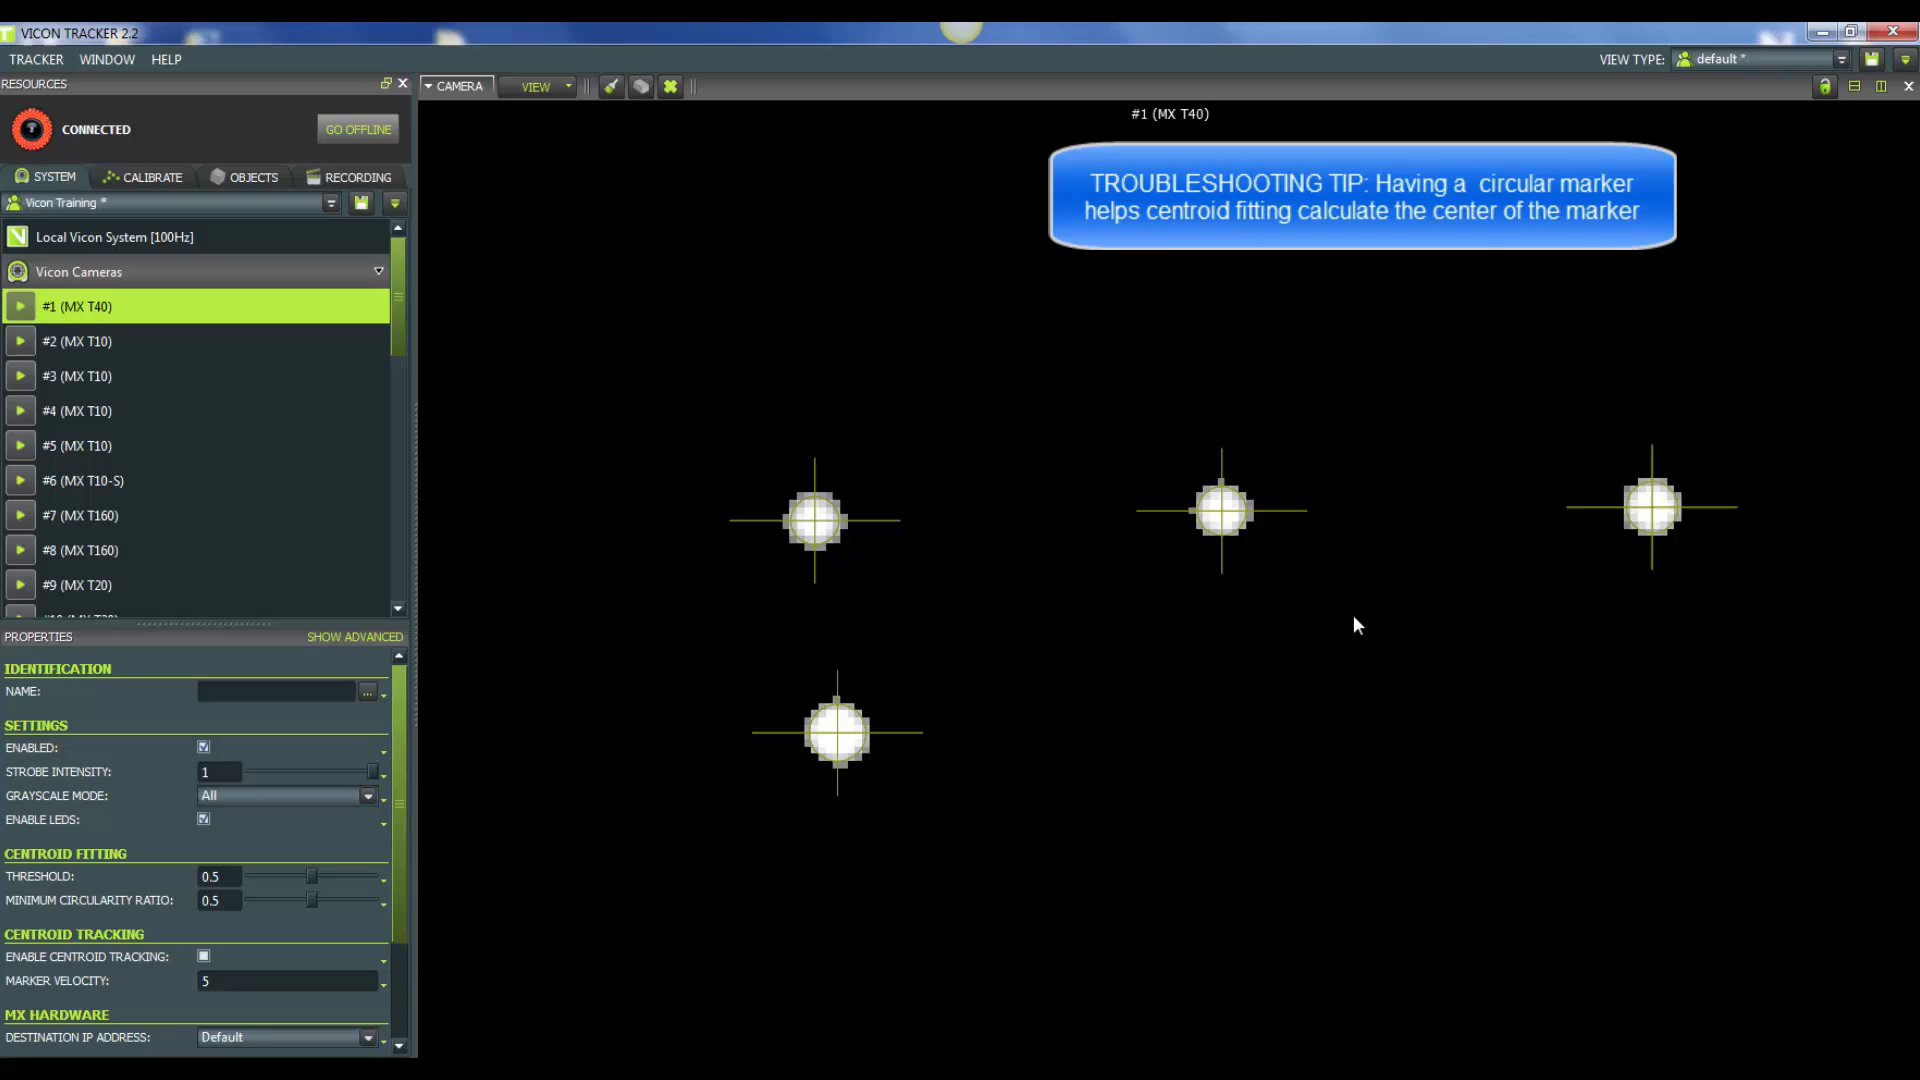 VICON TRACKER 2.2
TRACKER WINDOW HELP
VIEW TYPE: default *
RESOURCES
CAMERA VIEW
#1 (MX T40)
CONNECTED
GO OFFLINE
TROUBLESHOOTING TIP: Having a circular marker
helps centroid fitting calculate the center of the marker
SYSTEM CALIBRATE OBJECTS RECORDING
Vicon Training *
Local Vicon System [100Hz]
Vicon Cameras
#1 (MX T40)
#2 (MX T10)
#3 (MX T10)
#4 (MX T10)
#5 (MX T10)
#6 (MX T10-S)
#7 (MX T160)
#8 (MX T160)
#9 (MX T20)
PROPERTIES SHOW ADVANCED
IDENTIFICATION
NAME: ...
SETTINGS
ENABLED:
STROBE INTENSITY: 1
GRAYSCALE MODE: All
ENABLE LEDS:
CENTROID FITTING
THRESHOLD: 0.5
MINIMUM CIRCULARITY RATIO: 0.5
CENTROID TRACKING
ENABLE CENTROID TRACKING:
MARKER VELOCITY: 5
MX HARDWARE
DESTINATION IP ADDRESS: Default